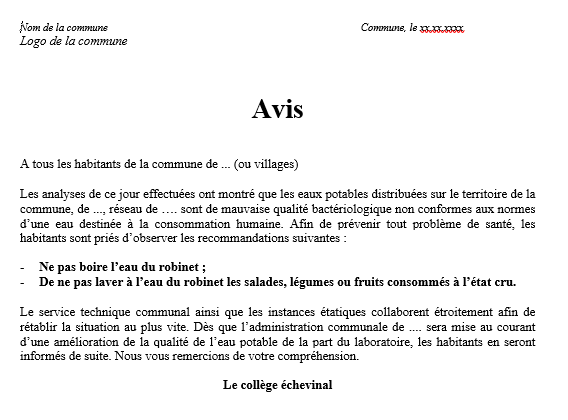 Nom de la commune Commune, le xx.xx.xxxx
Logo de la commune
Avis
A tous les habitants de la commune de ... (ou villages)
Les analyses de ce jour effectuées ont montré que les eaux potables distribuées sur le territoire de la
commune, de ..., réseau de …. sont de mauvaise qualité bactériologique non conformes aux normes
d’une eau destinée à la consommation humaine. Afin de prévenir tout problème de santé, les
habitants sont priés d’observer les recommandations suivantes :
- Ne pas boire l’eau du robinet ;
- De ne pas laver à l’eau du robinet les salades, légumes ou fruits consommés à l’état cru.
Le service technique communal ainsi que les instances étatiques collaborent étroitement afin de
rétablir la situation au plus vite. Dès que l’administration communale de .... sera mise au courant
d’une amélioration de la qualité de l’eau potable de la part du laboratoire, les habitants en seront
informés de suite. Nous vous remercions de votre compréhension.
Le collège échevinal